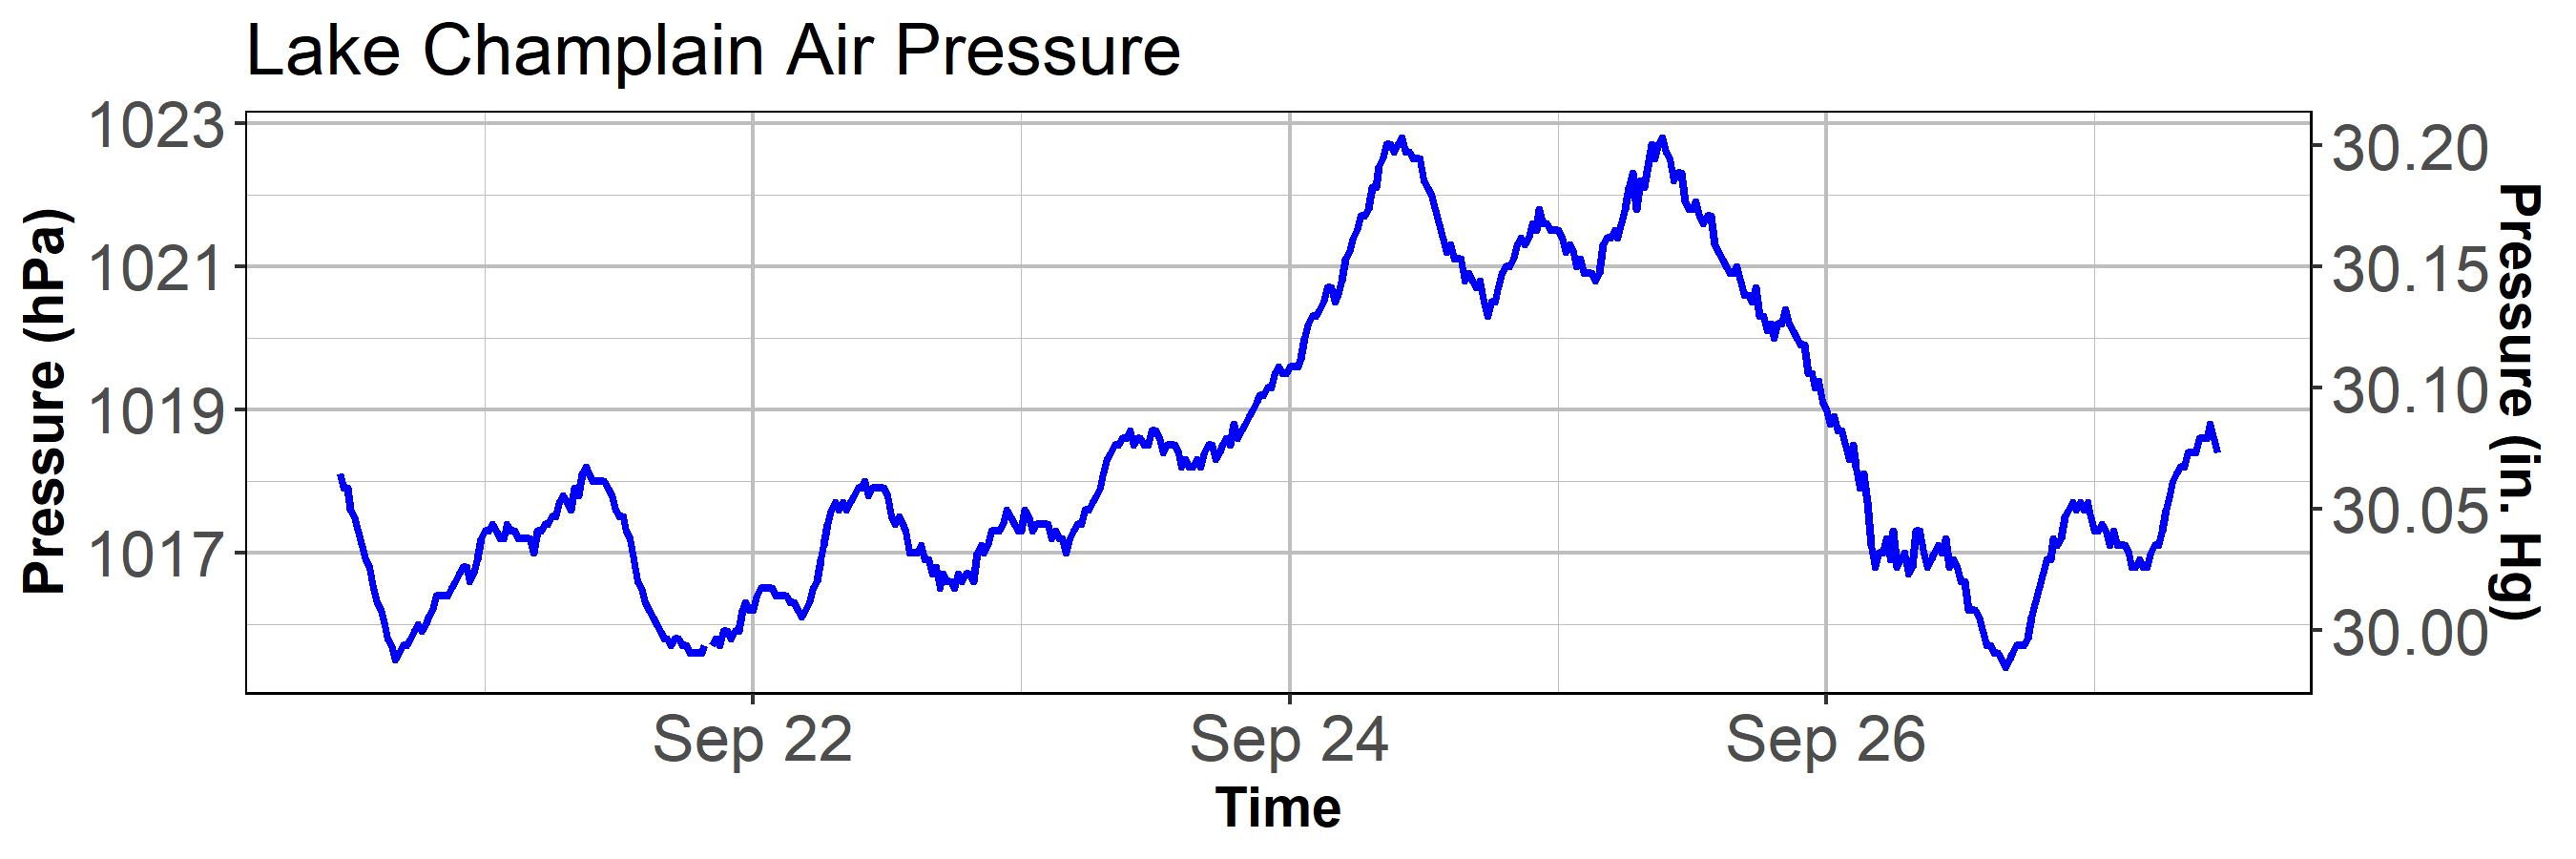 Lake Champlain Air Pressure
Pressure (hPa)
1023
1021
1019
1017
30.20
30.15
30.10
30.05
30.00
Pressure (in. Hg)
Sep 22 Sep 24 Sep 26
Time